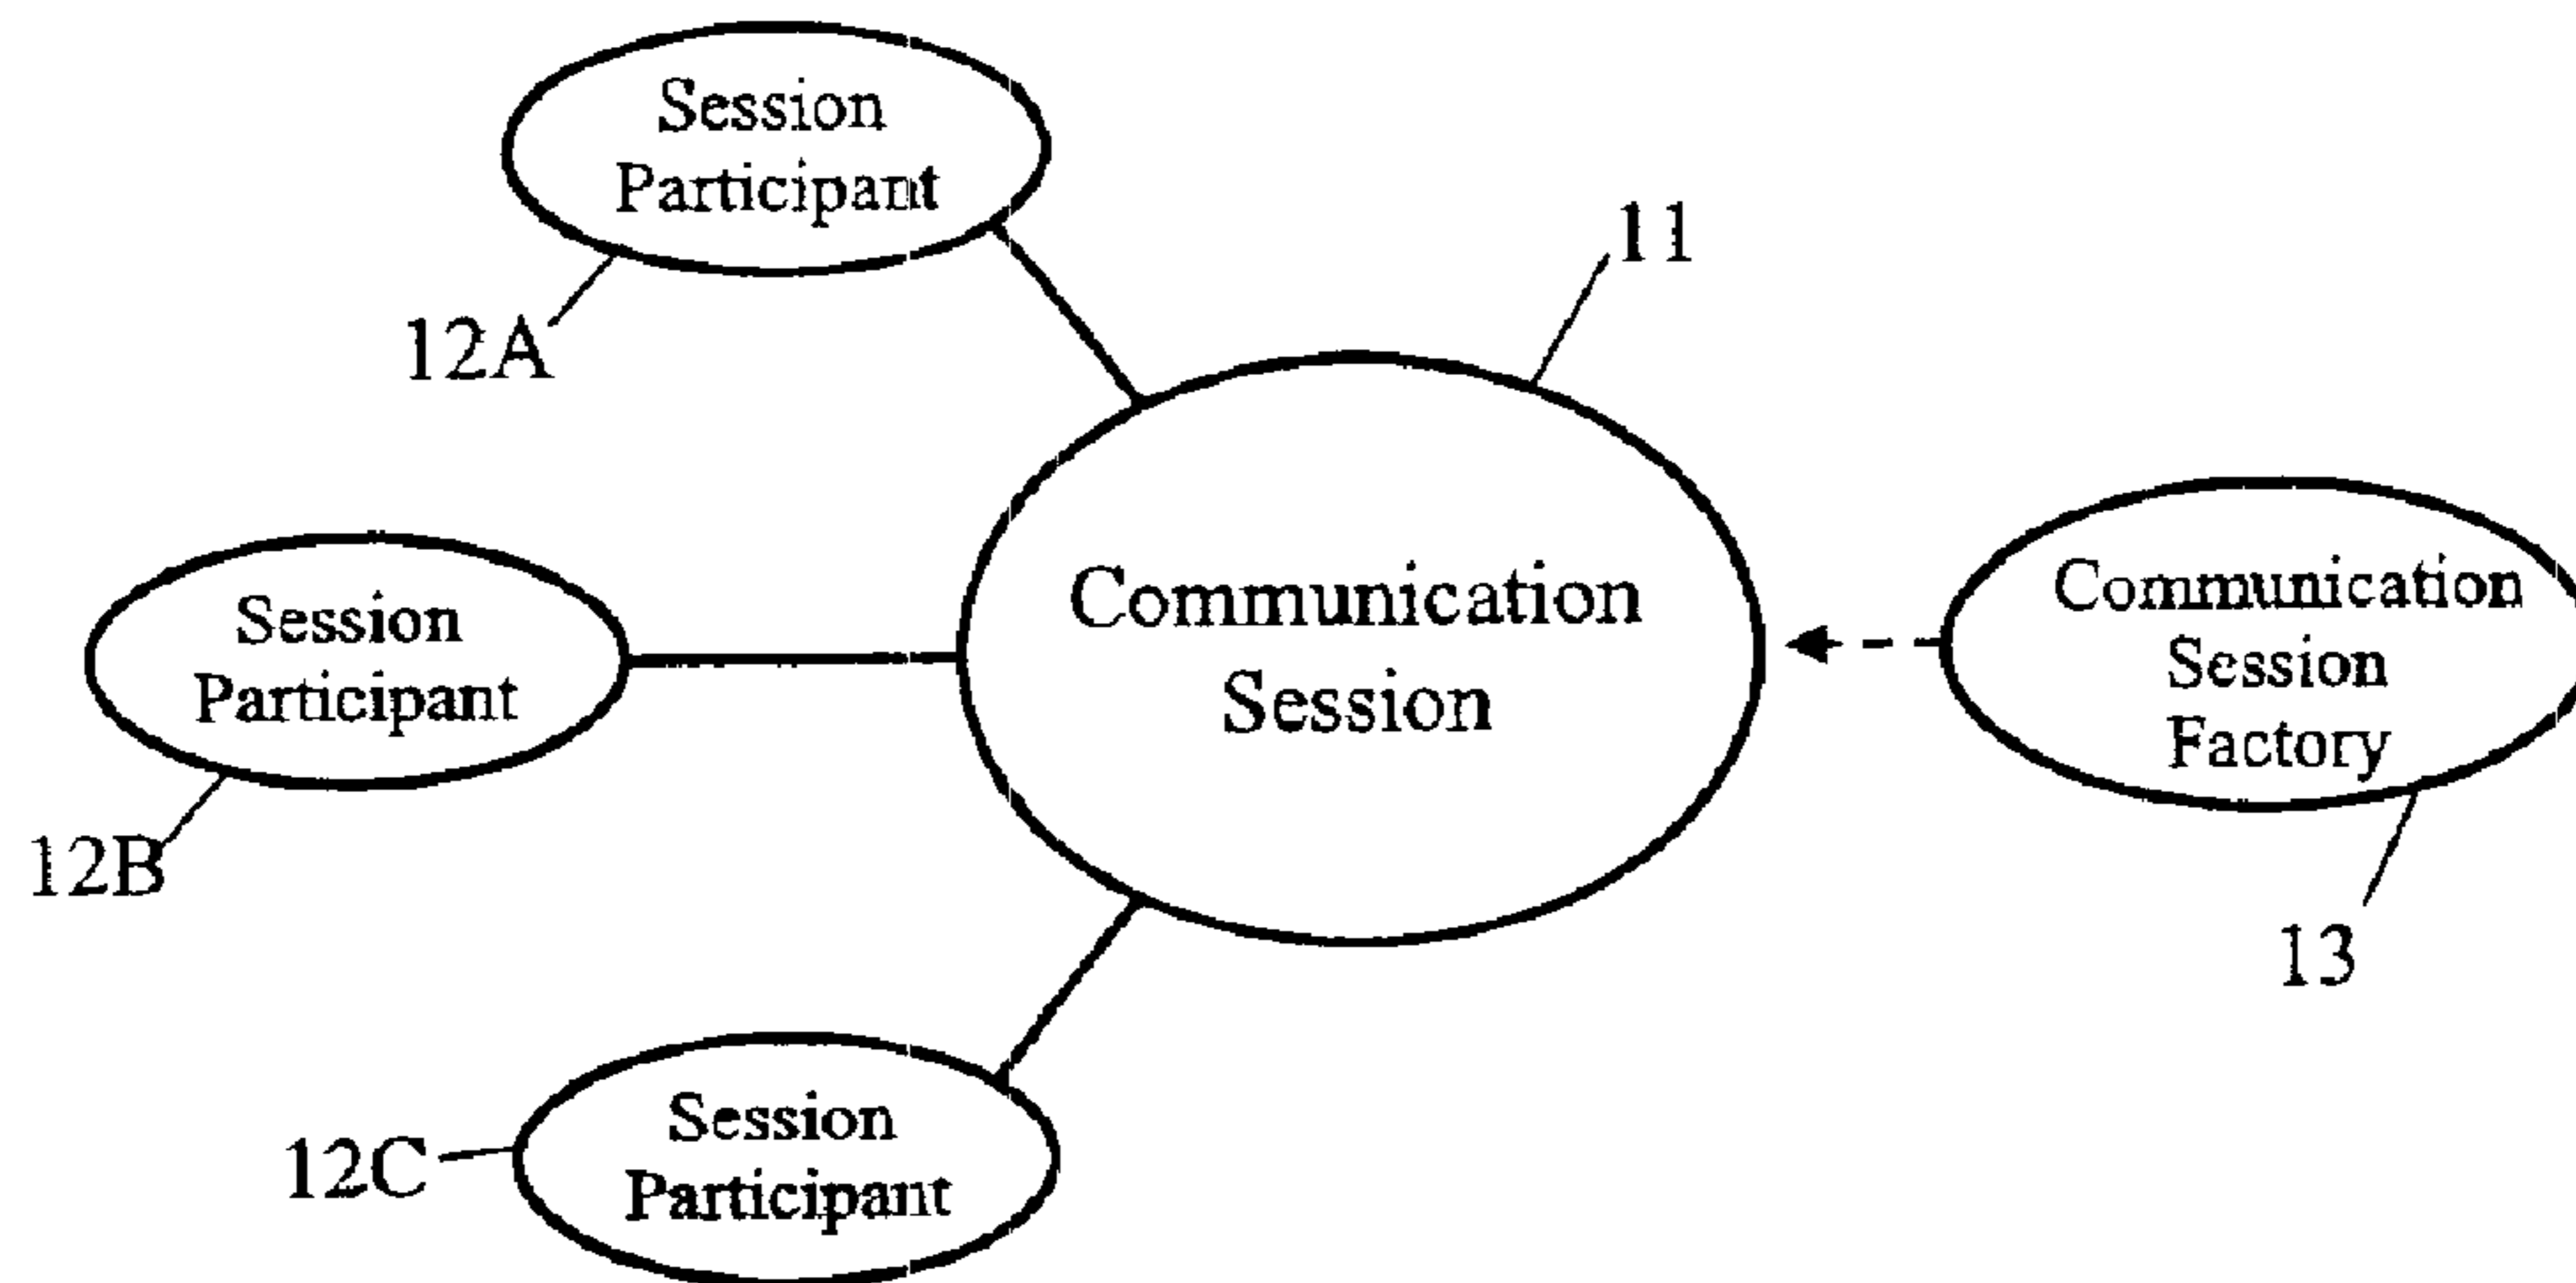 Session
Participant
12A
11
Session
Participant
12B
Communication
Session
Communication
Session
Factory
13
Session
Participant
12C